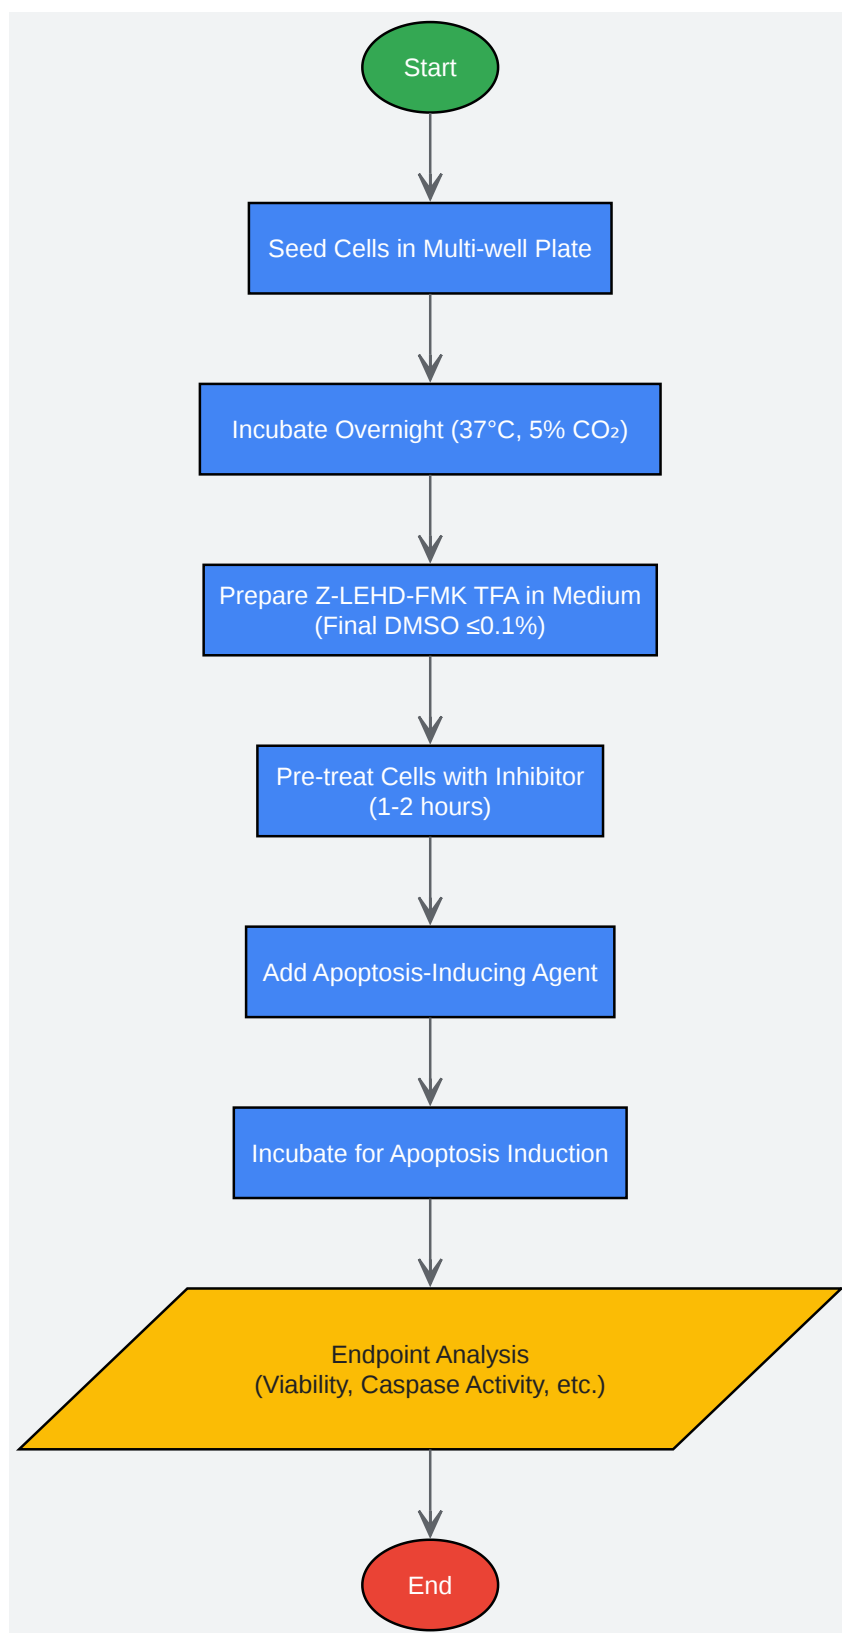 Start
Seed Cells in Multi-well Plate
Incubate Overnight (37°C, 5% CO₂)
Prepare Z-LEHD-FMK TFA in Medium
(Final DMSO ≤0.1%)
Pre-treat Cells with Inhibitor
(1-2 hours)
Add Apoptosis-Inducing Agent
Incubate for Apoptosis Induction
Endpoint Analysis
(Viability, Caspase Activity, etc.)
End